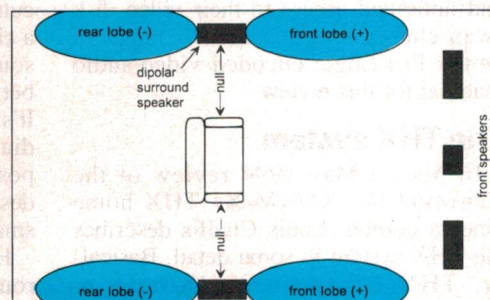 rear lobe (-)
front lobe (+)
dipolar
surround
speaker
null
front speakers
null
rear lobe (-)
front lobe (+)